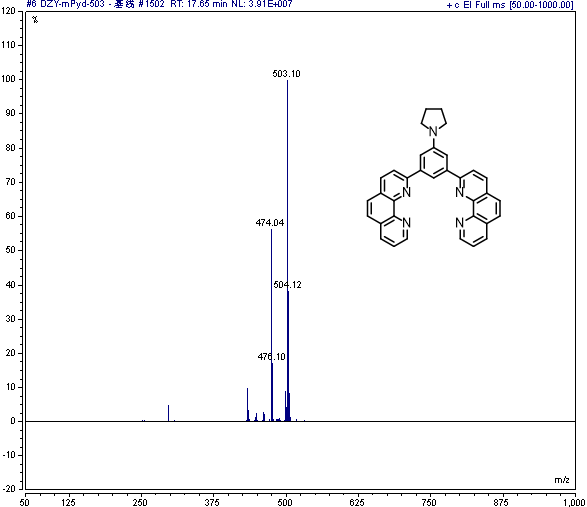 #6 DZY-mPyd-503 - 基线 #1502 RT: 17.65 min NL: 3.91E+007
+ c EI Full ms [50.00-1000.00]
120
%
110
100
503.10
90
80
N
70
60
474.04
N N
50
N N
40
504.12
30
20
476.10
10
0
-10
m/z
-20
50 125 250 375 500 625 750 875 1,000